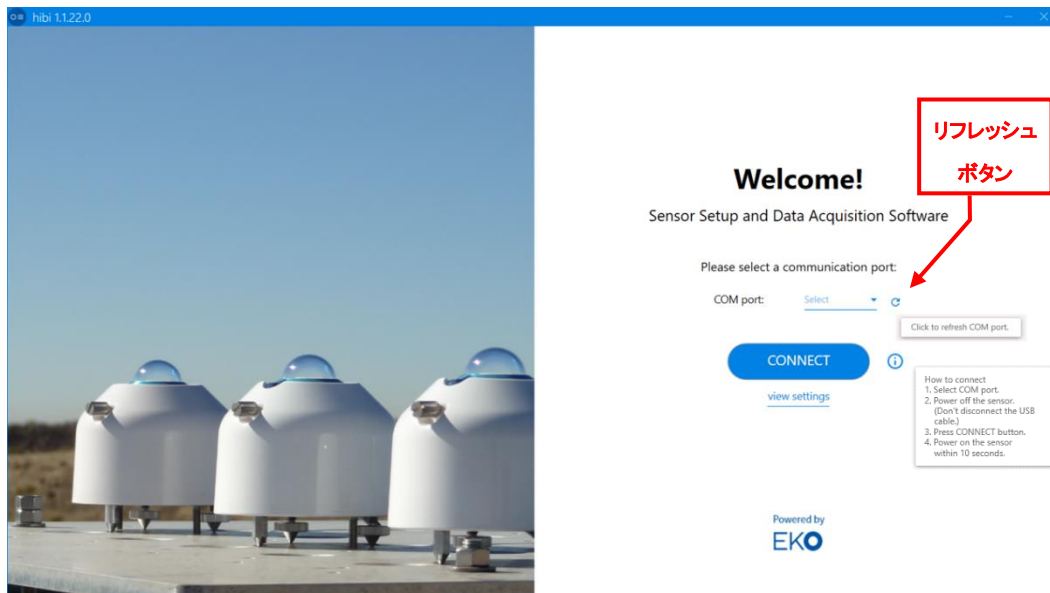 hibi 1.1.22.0
リフレッシュ
ボタン
Welcome!
Sensor Setup and Data Acquisition Software
Please select a communication port:
COM port:
Select
Click to refresh COM port.
CONNECT
view settings
How to connect
1. Select COM port.
2. Power off the sensor.
(Don't disconnect the USB
cable.)
3. Press CONNECT button.
4. Power on the sensor
within 10 seconds.
Powered by
EKO